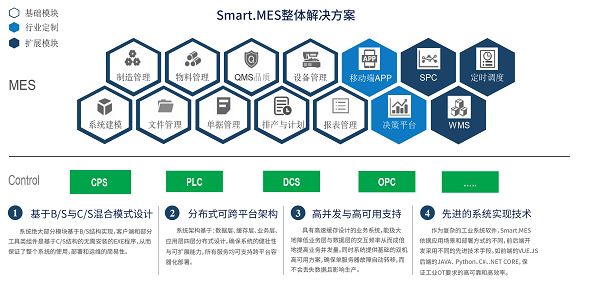 Smart.MES整体解决方案
基础模块
行业定制
扩展模块
MES
制造管理
物料管理
QMS品质
设备管理
移动端APP
SPC
定时调度
系统建模
文件管理
单据管理
排产与计划
报表管理
决策平台
WMS
Control
CPS
PLC
DCS
OPC
.....
1 基于B/S与C/S混合模式设计
系统绝大部分模块基于B/S结构实现,客户端和部分
工具类组件是基于C/S结构的无需安装的EXE程序,从而
保证了整个系统的使用,部署和运维的简易性。
2 分布式可跨平台架构
系统架构基于:数据层,缓存层,业务层,
应用层四层分布式设计,确保系统的健壮性
与可扩展能力,所有服务均可支持跨平台容
器化部署。
3 高并发与高可用支持
具有高速缓存设计的业务系统,能极大
地降低业务层与数据层的交互频率从而成倍
地提高业务并发量。同时系统提供基础的双机
高可用方案,确保单服务器故障自动转移,而
不会丢失数据且影响生产。
4 先进的系统实现技术
作为复杂的工业系统软件, Smart.MES
依据应用场景和部署方式的不同,前后端开
发采用不同的先进技术手段,如前端的VUE.JS
后端的JAVA、Python、C#、.NET CORE, 保
证工业OT要求的高可靠和高效率。